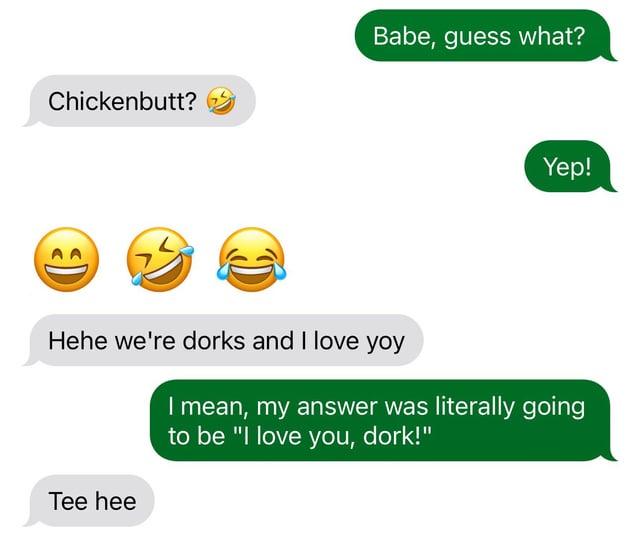 Babe, guess what?
Chickenbutt? 🤣
Yep!
😄 🤣 😂
Hehe we're dorks and I love yoy
I mean, my answer was literally going
to be "I love you, dork!"
Tee hee